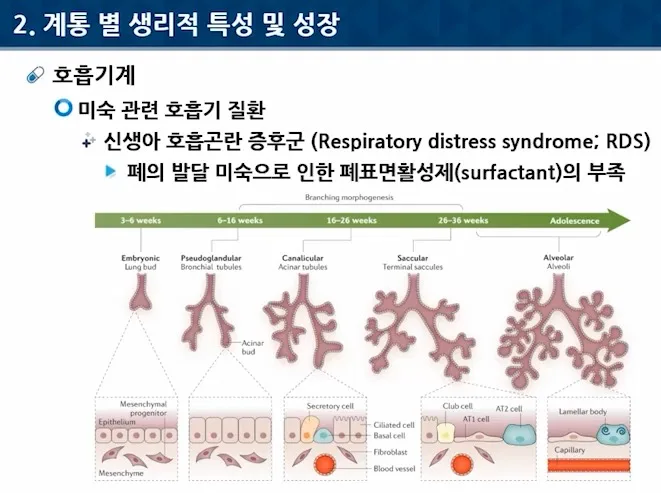 2. 계통 별 생리적 특성 및 성장
호흡기계
미숙 관련 호흡기 질환
신생아 호흡곤란 증후군 (Respiratory distress syndrome; RDS)
폐의 발달 미숙으로 인한 폐표면활성제(surfactant)의 부족
Branching morphogenesis
3–6 weeks
6–16 weeks
16–26 weeks
26–36 weeks
Adolescence
Embryonic
Lung bud
Pseudoglandular
Bronchial tubules
Canalicular
Acinar tubules
Saccular
Terminal saccules
Alveolar
Alveoli
Acinar
bud
Mesenchymal
progenitor
Epithelium
Mesenchyme
Secretory cell
Ciliated cell
Basal cell
Fibroblast
Blood vessel
Club cell
AT1 cell
AT2 cell
Lamellar body
Capillary